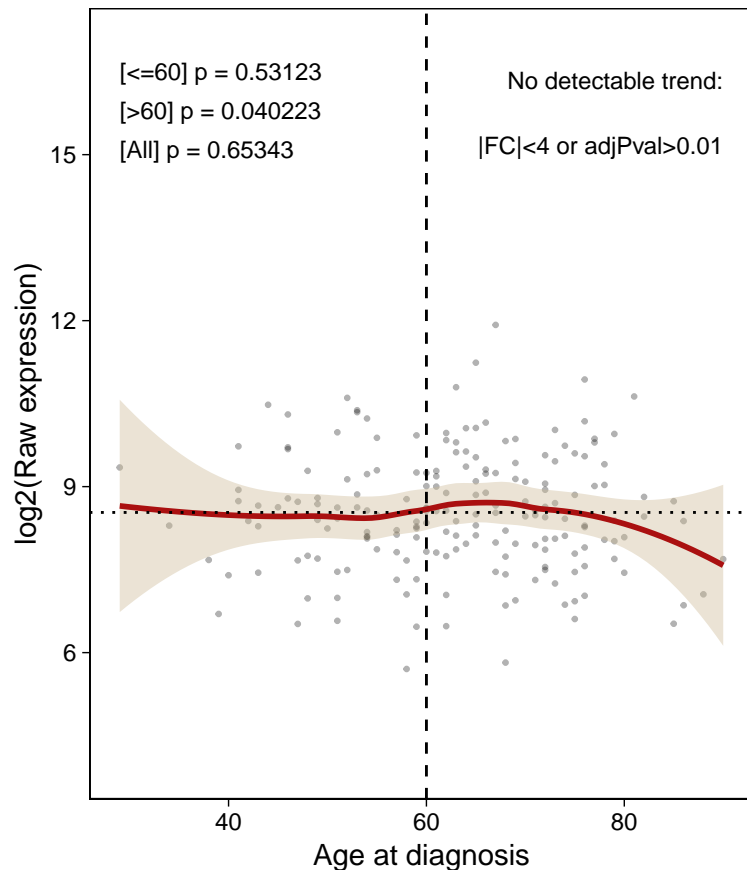 [<=60] p = 0.53123
[>60] p = 0.040223
[All] p = 0.65343
No detectable trend:
|FC|<4 or adjPval>0.01
15
12
9
6
log2(Raw expression)
40
60
80
Age at diagnosis